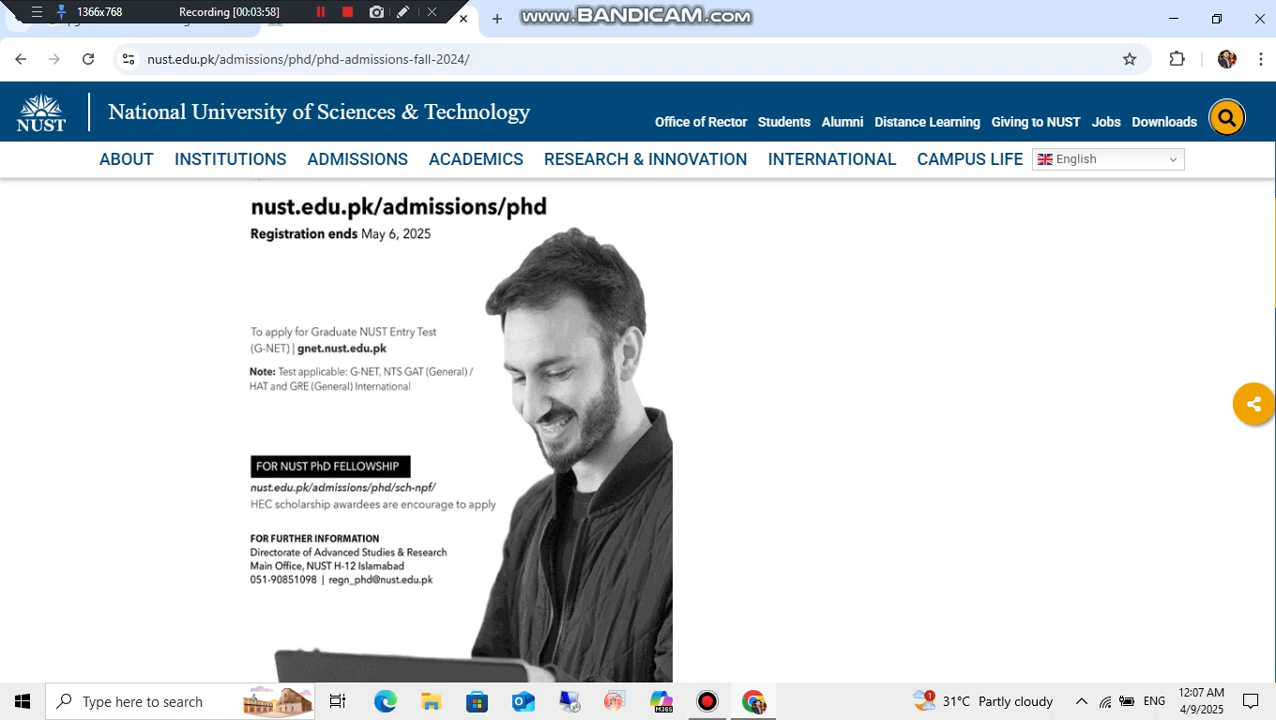 1366x768
Recording [00:03:58]
www.BANDICAM.com
nust.edu.pk/admissions/phd/phd-admissions-fall-2024/
NUST
National University of Sciences & Technology
Office of Rector Students Alumni Distance Learning Giving to NUST Jobs Downloads
ABOUT INSTITUTIONS ADMISSIONS ACADEMICS RESEARCH & INNOVATION INTERNATIONAL CAMPUS LIFE English
nust.edu.pk/admissions/phd
Registration ends May 6, 2025
To apply for Graduate NUST Entry Test
(G-NET) | gnet.nust.edu.pk
Note: Test applicable: G-NET, NTS GAT (General) /
HAT and GRE (General) International
FOR NUST PhD FELLOWSHIP
nust.edu.pk/admissions/phd/sch-npf/
HEC scholarship awardees are encourage to apply
FOR FURTHER INFORMATION
Directorate of Advanced Studies & Research
Main Office, NUST H-12 Islamabad
051-90851098 | regn_phd@nust.edu.pk
Type here to search
M365
1
31°C Partly cloudy
ENG
12:07 AM
4/9/2025